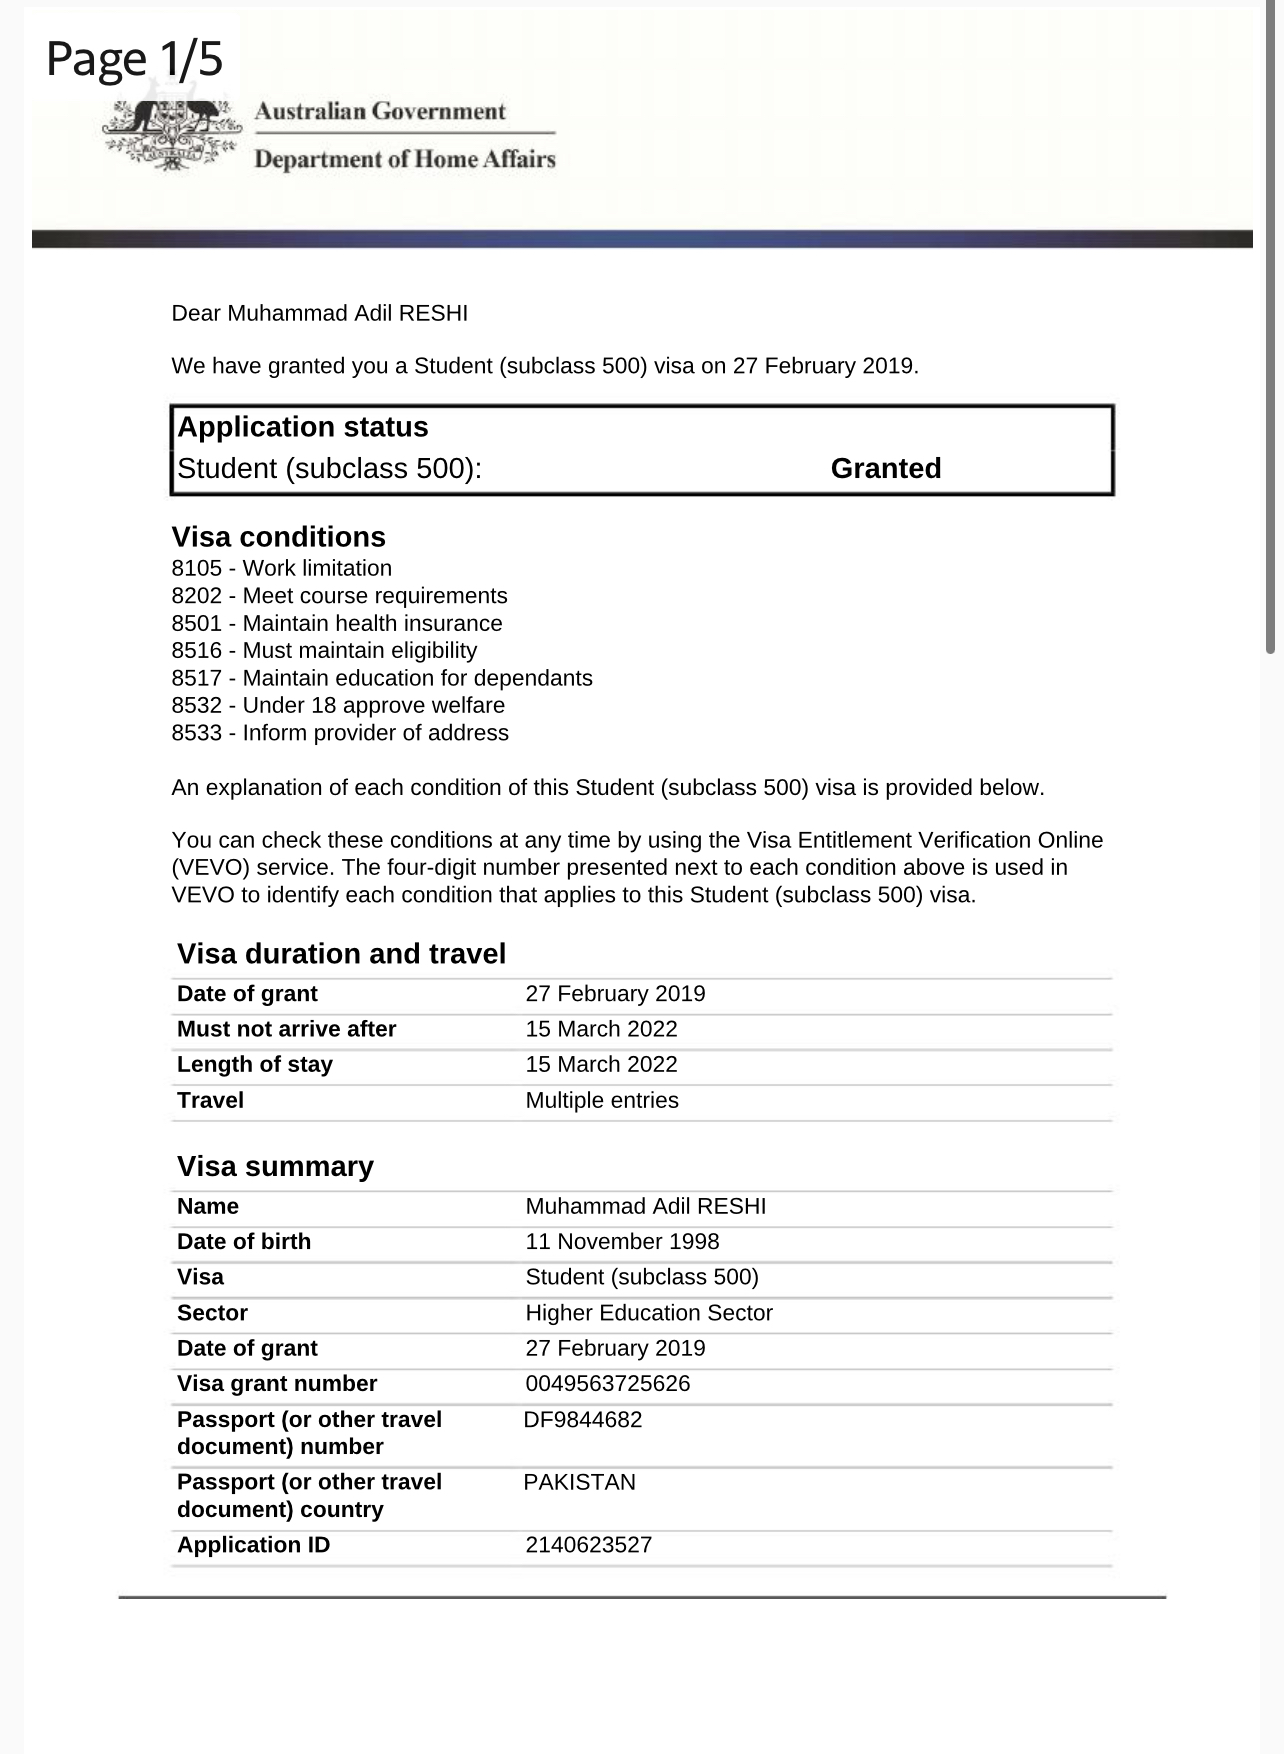 Page 1/5
AUSTRALIA
Australian Government
Department of Home Affairs
Dear Muhammad Adil RESHI
We have granted you a Student (subclass 500) visa on 27 February 2019.
Application status
Student (subclass 500): Granted
Visa conditions
8105 - Work limitation
8202 - Meet course requirements
8501 - Maintain health insurance
8516 - Must maintain eligibility
8517 - Maintain education for dependants
8532 - Under 18 approve welfare
8533 - Inform provider of address
An explanation of each condition of this Student (subclass 500) visa is provided below.
You can check these conditions at any time by using the Visa Entitlement Verification Online
(VEVO) service. The four-digit number presented next to each condition above is used in
VEVO to identify each condition that applies to this Student (subclass 500) visa.
Visa duration and travel
Date of grant 27 February 2019
Must not arrive after 15 March 2022
Length of stay 15 March 2022
Travel Multiple entries
Visa summary
Name Muhammad Adil RESHI
Date of birth 11 November 1998
Visa Student (subclass 500)
Sector Higher Education Sector
Date of grant 27 February 2019
Visa grant number 0049563725626
Passport (or other travel DF9844682
document) number
Passport (or other travel PAKISTAN
document) country
Application ID 2140623527